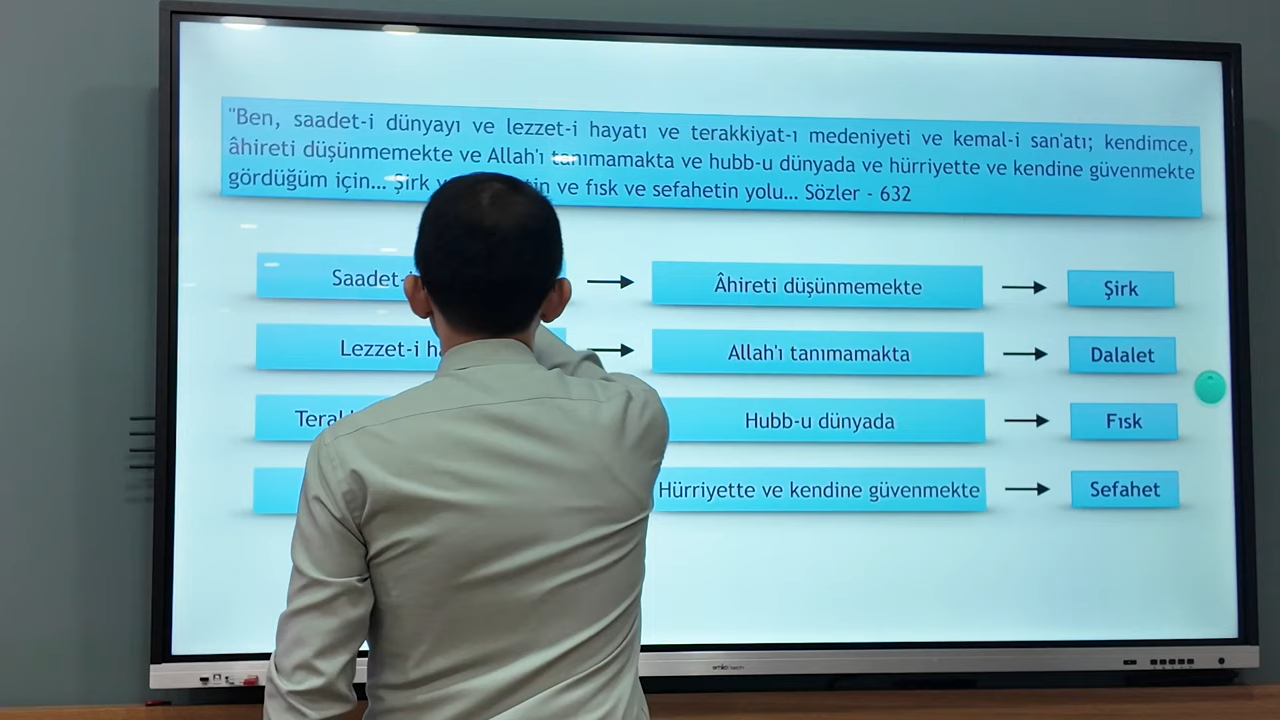 "Ben, saadet-i dünyayı ve lezzet-i hayatı ve terakkiyat-ı medeniyeti ve kemal-i san'atı; kendimce,
âhireti düşünmemekte ve Allah'ı tanımamakta ve hubb-u dünyada ve hürriyette ve kendine güvenmekte
gördüğüm için... Şirk ve fısk ve sefahetin yolu... Sözler - 632
Saadet-i → Âhireti düşünmemekte → Şirk
Lezzet-i → Allah'ı tanımamakta → Dalalet
Hubb-u dünyada → Fısk
Hürriyette ve kendine güvenmekte → Sefahet